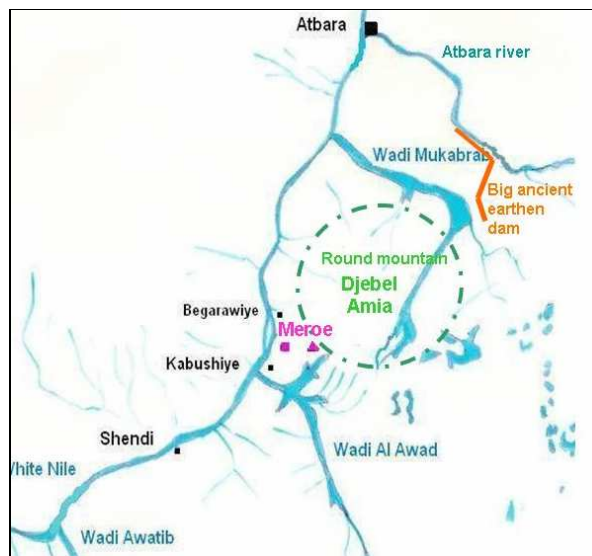 Atbara
Atbara river
Wadi Mukabrab
Big ancient
earthen
dam
Round mountain
Djebel
Amia
Begarawiye
Meroe
Kabushiye
Shendi
Wadi Al Awad
White Nile
Wadi Awatib